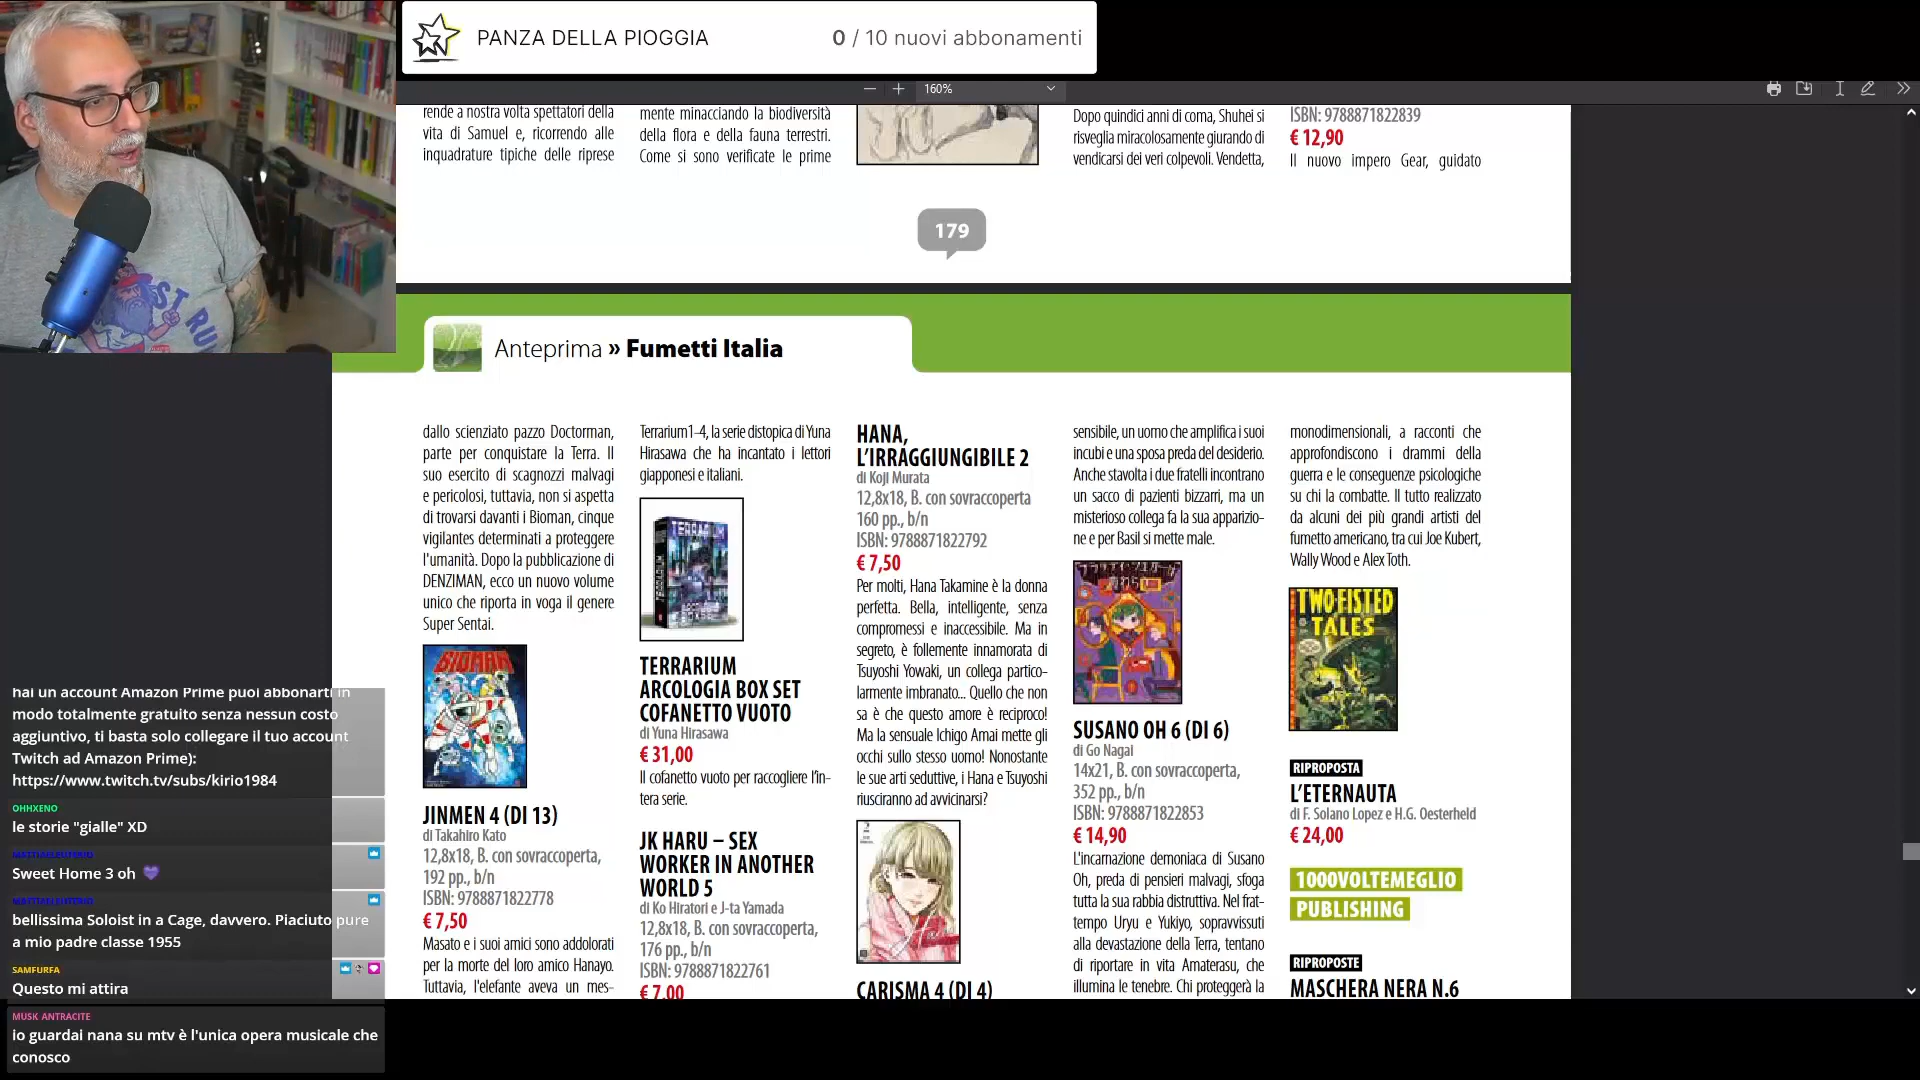 PANZA DELLA PIOGGIA
0 / 10 nuovi abbonamenti
160%
rende a nostra volta spettatori della
vita di Samuel e, ricorrendo alle
inquadrature tipiche delle riprese
mente minacciando la biodiversità
della flora e della fauna terrestri.
Come si sono verificate le prime
Dopo quindici anni di coma, Shuhei si
risveglia miracolosamente giurando di
vendicarsi dei veri colpevoli. Vendetta,
ISBN: 9788871822839
€ 12,90
Il nuovo impero Gear, guidato
179
Anteprima » Fumetti Italia
dallo scienziato pazzo Doctorman,
parte per conquistare la Terra. Il
suo esercito di scagnozzi malvagi
e pericolosi, tuttavia, non si aspetta
di trovarsi davanti i Bioman, cinque
vigilantes determinati a proteggere
l'umanità. Dopo la pubblicazione di
DENZIMAN, ecco un nuovo volume
unico che riporta in voga il genere
Super Sentai.
BIOMAN
JINMEN 4 (DI 13)
di Takahiro Kato
12,8x18, B. con sovraccoperta,
192 pp., b/n
ISBN: 9788871822778
€ 7,50
Masato e i suoi amici sono addolorati
per la morte del loro amico Hanayo.
Tuttavia, l'elefante aveva un mes-
Terrarium1-4, la serie distopica di Yuna
Hirasawa che ha incantato i lettori
giapponesi e italiani.
TERRARIUM
TERRARIUM
ARCOLOGIA BOX SET
COFANETTO VUOTO
di Yuna Hirasawa
€ 31,00
Il cofanetto vuoto per raccogliere l'in-
tera serie.
JK HARU – SEX
WORKER IN ANOTHER
WORLD 5
di Ko Hiratori e J-ta Yamada
12,8x18, B. con sovraccoperta,
176 pp., b/n
ISBN: 9788871822761
€ 7,00
HANA,
L'IRRAGGIUNGIBILE 2
di Koji Murata
12,8x18, B. con sovraccoperta
160 pp., b/n
ISBN: 9788871822792
€ 7,50
Per molti, Hana Takamine è la donna
perfetta. Bella, intelligente, senza
compromessi e inaccessibile. Ma in
segreto, è follemente innamorata di
Tsuyoshi Yowaki, un collega partico-
larmente imbranato... Quello che non
sa è che questo amore è reciproco!
Ma la sensuale Ichigo Amai mette gli
occhi sullo stesso uomo! Nonostante
le sue arti seduttive, i Hana e Tsuyoshi
riusciranno ad avvicinarsi?
2
CARISMA 4 (DI 4)
sensibile, un uomo che amplifica i suoi
incubi e una sposa preda del desiderio.
Anche stavolta i due fratelli incontrano
un sacco di pazienti bizzarri, ma un
misterioso collega fa la sua apparizio-
ne e per Basil si mette male.
SUSANO OH 6 (DI 6)
di Go Nagai
14x21, B. con sovraccoperta,
352 pp., b/n
ISBN: 9788871822853
€ 14,90
L'incarnazione demoniaca di Susano
Oh, preda di pensieri malvagi, sfoga
tutta la sua rabbia distruttiva. Nel frat-
tempo Uryu e Yukiyo, sopravvissuti
alla devastazione della Terra, tentano
di riportare in vita Amaterasu, che
illumina le tenebre. Chi proteggerà la
monodimensionali, a racconti che
approfondiscono i drammi della
guerra e le conseguenze psicologiche
su chi la combatte. Il tutto realizzato
da alcuni dei più grandi artisti del
fumetto americano, tra cui Joe Kubert,
Wally Wood e Alex Toth.
TWO-FISTED
TALES
RIPROPOSTA
L'ETERNAUTA
di F. Solano Lopez e H.G. Oesterheld
€ 24,00
1000VOLTEMEGLIO
PUBLISHING
RIPROPOSTE
MASCHERA NERA N.6
hai un account Amazon Prime puoi abbonarti in
modo totalmente gratuito senza nessun costo
aggiuntivo, ti basta solo collegare il tuo account
Twitch ad Amazon Prime):
https://www.twitch.tv/subs/kirio1984
OHHXENO
le storie "gialle" XD
Sweet Home 3 oh 💜
bellissima Soloist in a Cage, davvero. Piaciuto pure
a mio padre classe 1955
SAMFURFA
Questo mi attira
MUSK ANTRACITE
io guardai nana su mtv è l'unica opera musicale che
conosco